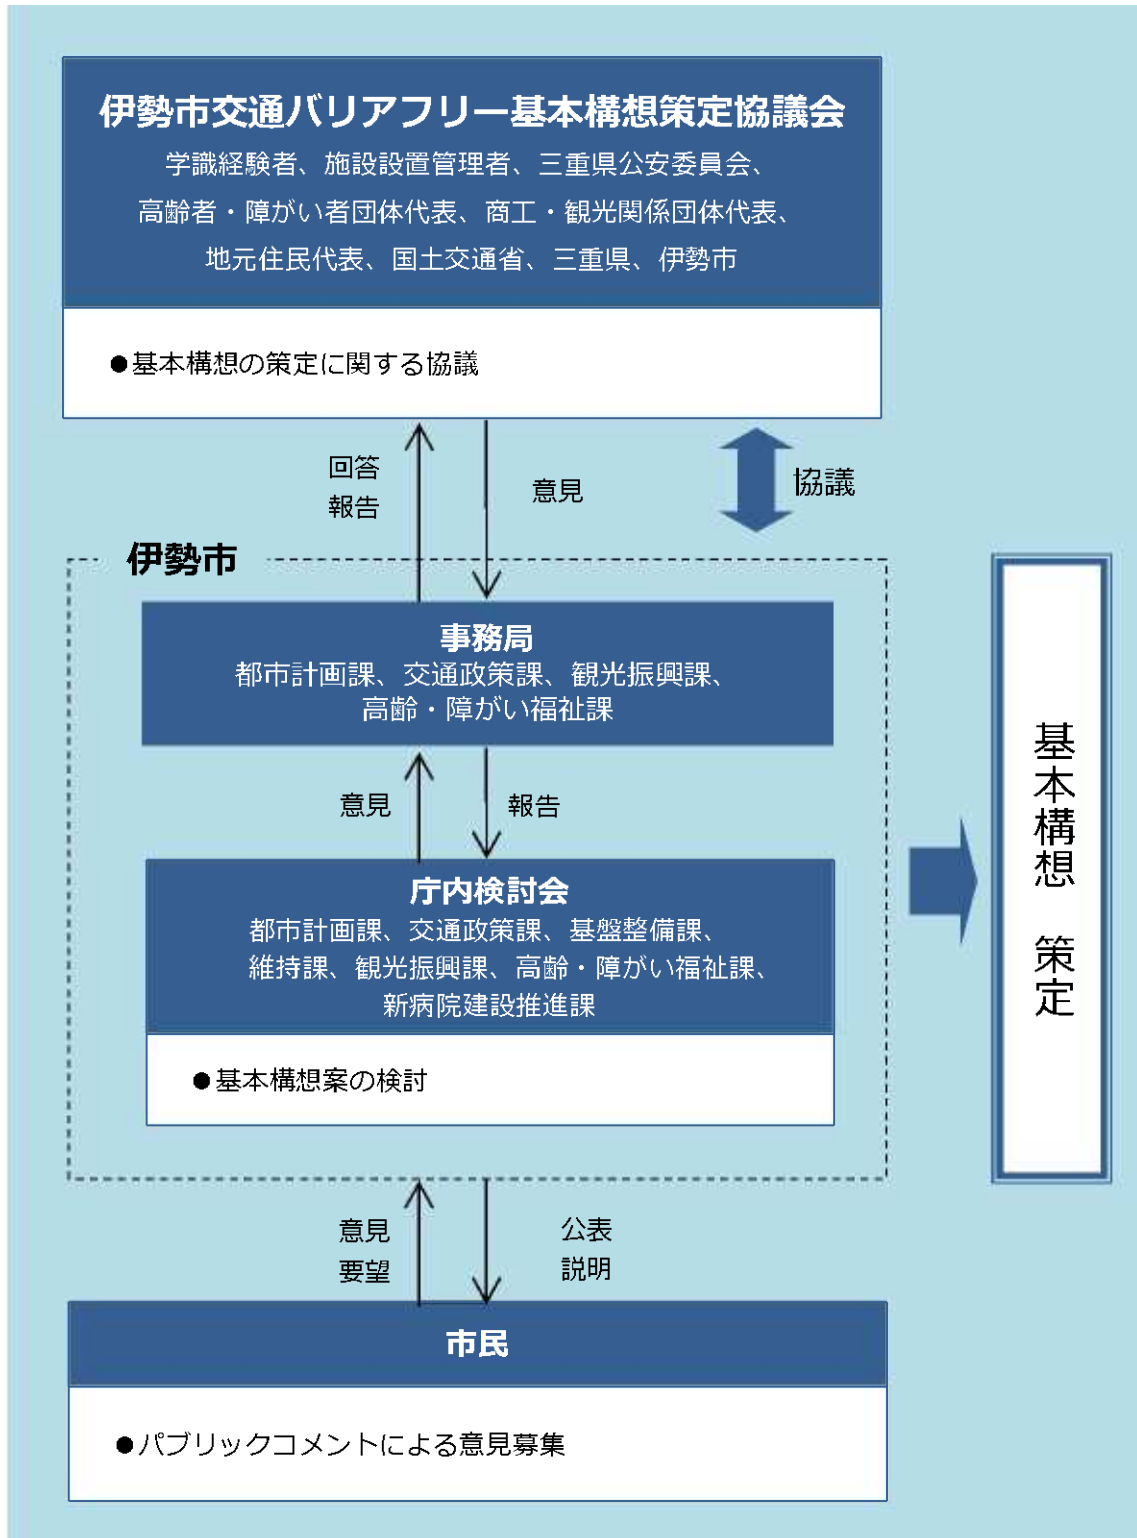 伊勢市交通バリアフリー基本構想策定協議会
学識経験者、施設設置管理者、三重県公安委員会、
高齢者・障がい者団体代表、商工・観光関係団体代表、
地元住民代表、国土交通省、三重県、伊勢市
●基本構想の策定に関する協議
回答
報告
意見
協議
伊勢市
事務局
都市計画課、交通政策課、観光振興課、
高齢・障がい福祉課
意見
報告
庁内検討会
都市計画課、交通政策課、基盤整備課、
維持課、観光振興課、高齢・障がい福祉課、
新病院建設推進課
●基本構想案の検討
基本構想 策定
意見
要望
公表
説明
市民
●パブリックコメントによる意見募集